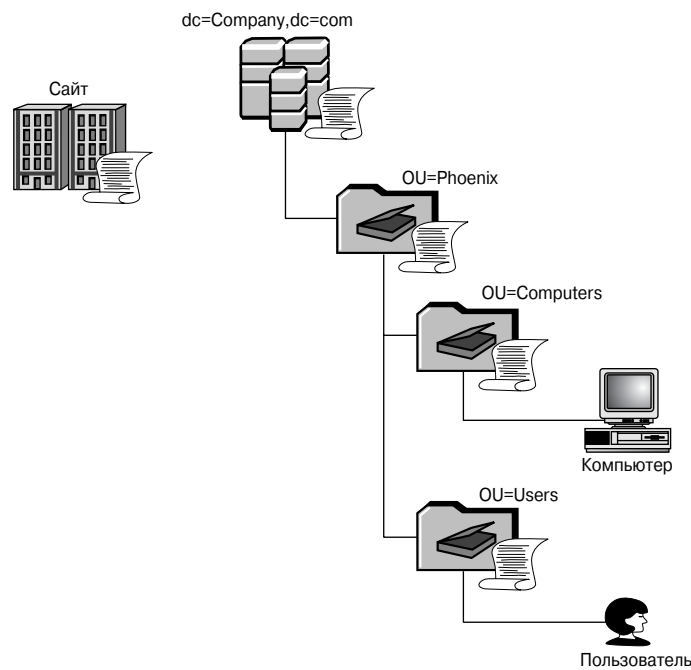 dc=Company,dc=com
Сайт
OU=Phoenix
OU=Computers
Компьютер
OU=Users
Пользователь